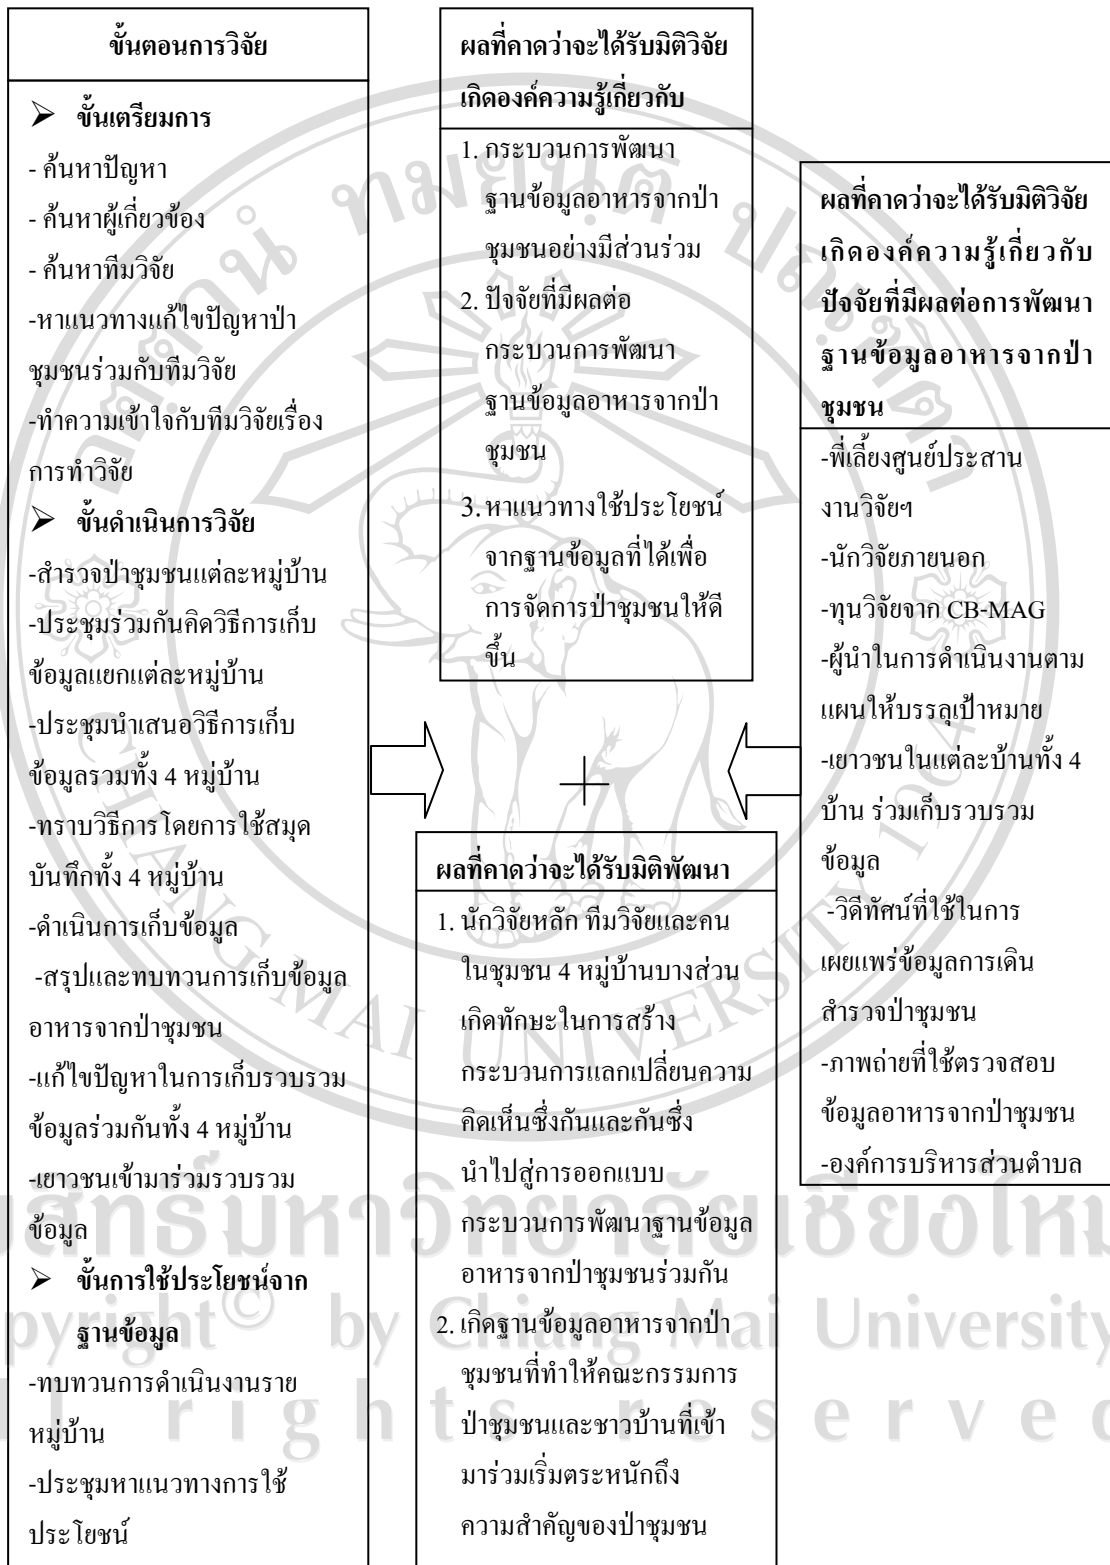 ขั้นตอนการวิจัย
➢ ขั้นเตรียมการ
- ค้นหาปัญหา
- ค้นหาผู้เกี่ยวข้อง
- ค้นหาทีมวิจัย
-หาแนวทางแก้ไขปัญหาป่า
ชุมชนร่วมกับทีมวิจัย
-ทำความเข้าใจกับทีมวิจัยเรื่อง
การทำวิจัย
➢ ขั้นดำเนินการวิจัย
-สำรวจป่าชุมชนแต่ละหมู่บ้าน
-ประชุมร่วมกันคิดวิธีการเก็บ
ข้อมูลแยกแต่ละหมู่บ้าน
-ประชุมนำเสนอวิธีการเก็บ
ข้อมูลรวมทั้ง 4 หมู่บ้าน
-ทราบวิธีการโดยการใช้สมุด
บันทึกทั้ง 4 หมู่บ้าน
-ดำเนินการเก็บข้อมูล
-สรุปและทบทวนการเก็บข้อมูล
อาหารจากป่าชุมชน
-แก้ไขปัญหาในการเก็บรวบรวม
ข้อมูลร่วมกันทั้ง 4 หมู่บ้าน
-เยาวชนเข้ามาร่วมรวบรวม
ข้อมูล
➢ ขั้นการใช้ประโยชน์จาก
ฐานข้อมูล
-ทบทวนการดำเนินงานราย
หมู่บ้าน
-ประชุมหาแนวทางการใช้
ประโยชน์
ผลที่คาดว่าจะได้รับมิติวิจัย
เกิดองค์ความรู้เกี่ยวกับ
1. กระบวนการพัฒนา
ฐานข้อมูลอาหารจากป่า
ชุมชนอย่างมีส่วนร่วม
2. ปัจจัยที่มีผลต่อ
กระบวนการพัฒนา
ฐานข้อมูลอาหารจากป่า
ชุมชน
3. หาแนวทางใช้ประโยชน์
จากฐานข้อมูลที่ได้เพื่อ
การจัดการป่าชุมชนให้ดี
ขึ้น
ผลที่คาดว่าจะได้รับมิติพัฒนา
1. นักวิจัยหลัก ทีมวิจัยและคน
ในชุมชน 4 หมู่บ้านบางส่วน
เกิดทักษะในการสร้าง
กระบวนการแลกเปลี่ยนความ
คิดเห็นซึ่งกันและกันซึ่ง
นำไปสู่การออกแบบ
กระบวนการพัฒนาฐานข้อมูล
อาหารจากป่าชุมชนร่วมกัน
2. เกิดฐานข้อมูลอาหารจากป่า
ชุมชนที่ทำให้คณะกรรมการ
ป่าชุมชนและชาวบ้านที่เข้า
มาร่วมเริ่มตระหนักถึง
ความสำคัญของป่าชุมชน
ผลที่คาดว่าจะได้รับมิติวิจัย
เกิดองค์ความรู้เกี่ยวกับ
ปัจจัยที่มีผลต่อการพัฒนา
ฐานข้อมูลอาหารจากป่า
ชุมชน
-พี่เลี้ยงศูนย์ประสาน
งานวิจัยฯ
-นักวิจัยภายนอก
-ทุนวิจัยจาก CB-MAG
-ผู้นำในการดำเนินงานตาม
แผนให้บรรลุเป้าหมาย
-เยาวชนในแต่ละบ้านทั้ง 4
บ้าน ร่วมเก็บรวบรวม
ข้อมูล
-วิดีทัศน์ที่ใช้ในการ
เผยแพร่ข้อมูลการเดิน
สำรวจป่าชุมชน
-ภาพถ่ายที่ใช้ตรวจสอบ
ข้อมูลอาหารจากป่าชุมชน
-องค์การบริหารส่วนตำบล
CHIANG MAI UNIVERSITY 1964
by Chiang Mai University
rights reserved